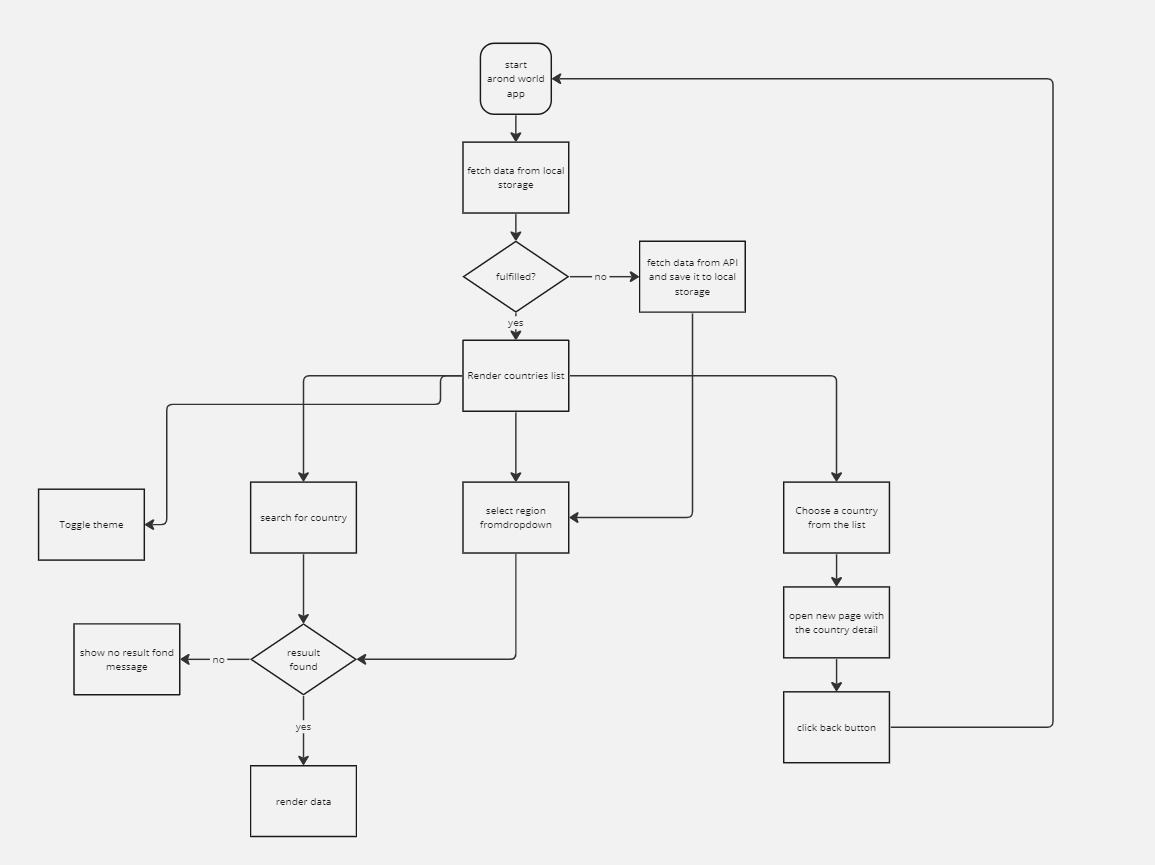 start
arond world
app
fetch data from local
storage
fulfilled?
no
fetch data from API
and save it to local
storage
yes
Render countries list
Toggle theme
search for country
select region
fromdropdown
Choose a country
from the list
open new page with
the country detail
show no result fond
message
no
resuult
found
yes
click back button
render data